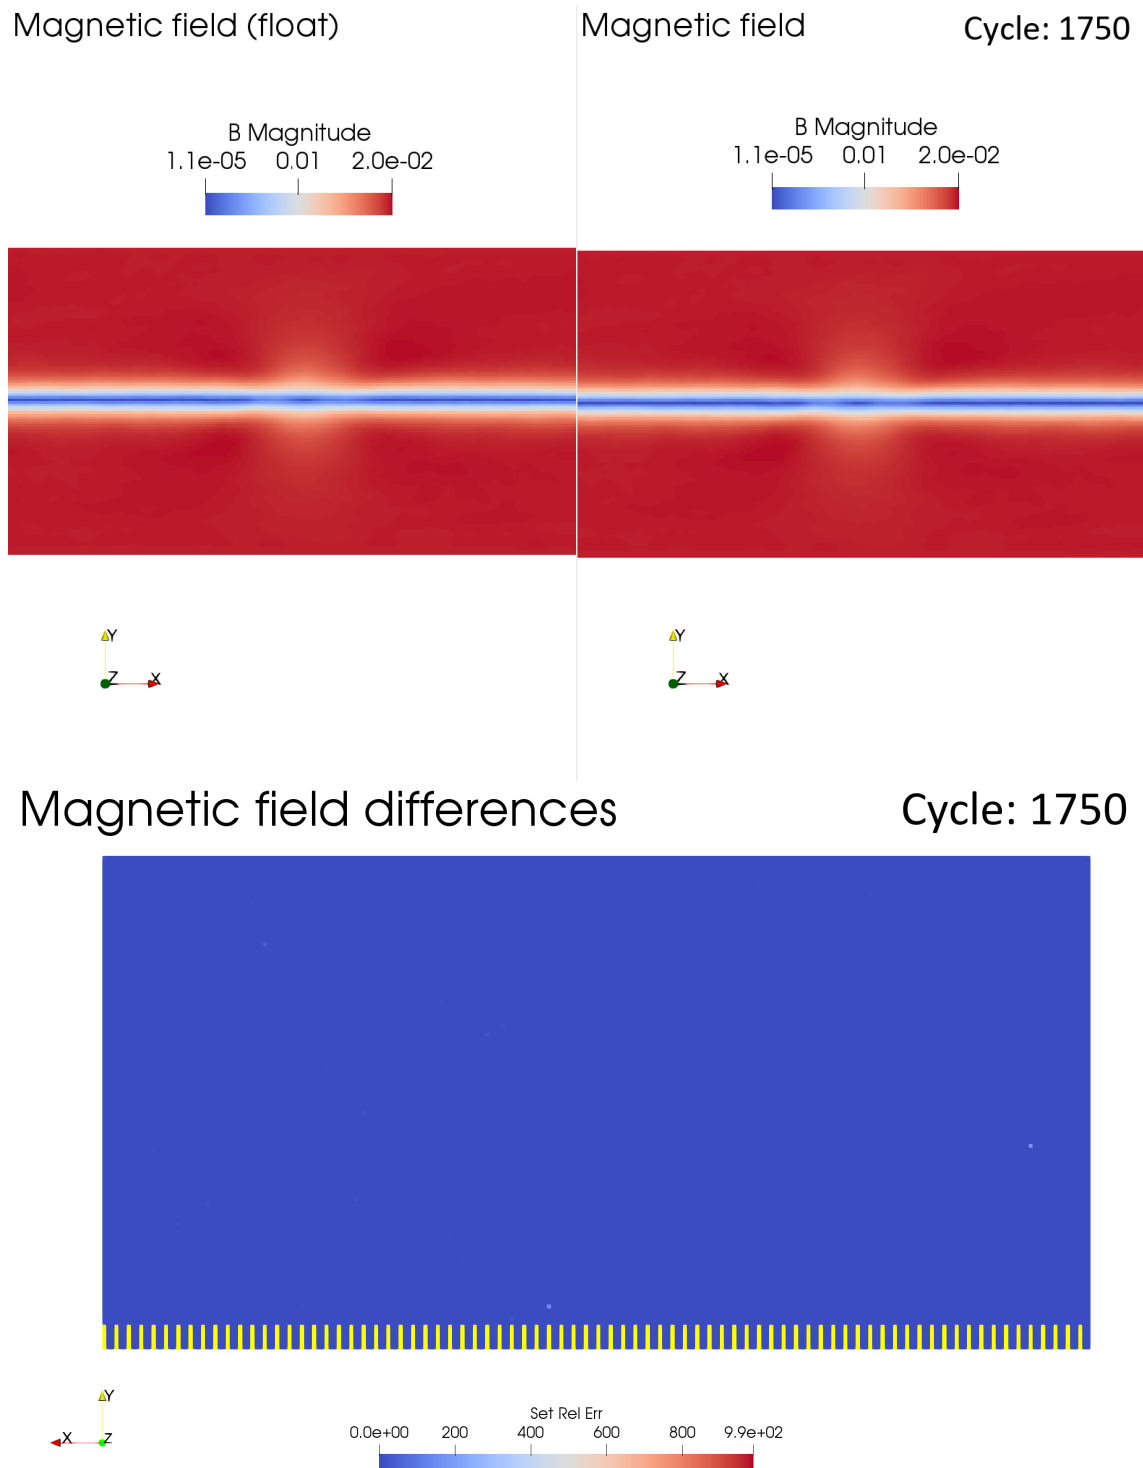 Magnetic field (float)
Magnetic field
Cycle: 1750
B Magnitude
1.1e-05 0.01 2.0e-02
B Magnitude
1.1e-05 0.01 2.0e-02
Y
Z X
Y
Z X
Magnetic field differences
Cycle: 1750
Y
X Z
Set Rel Err
0.0e+00 200 400 600 800 9.9e+02